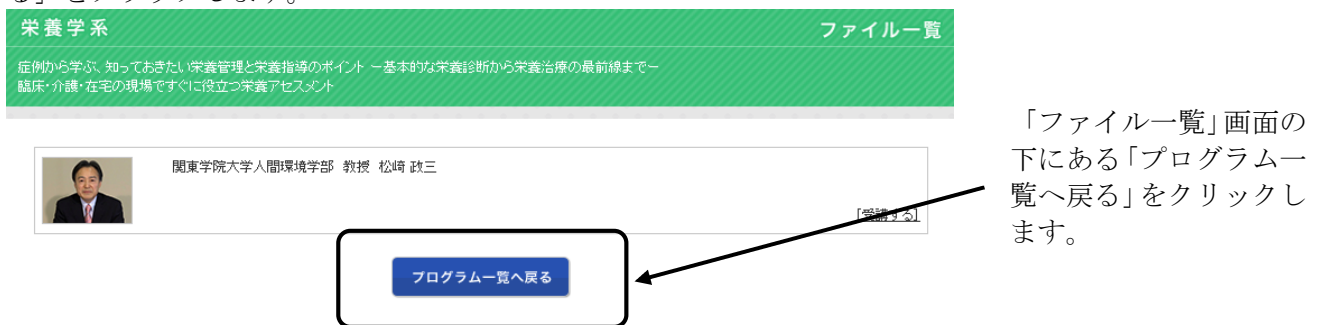 る」をクリックします。
栄養学系
ファイル一覧
症例から学ぶ、知っておきたい栄養管理と栄養指導のポイント ー基本的な栄養診断から栄養治療の最前線までー
臨床・介護・在宅の現場ですぐに役立つ栄養アセスメント
関東学院大学人間環境学部 教授 松崎 政三
[受講する]
プログラム一覧へ戻る
「ファイル一覧」画面の
下にある「プログラム一
覧へ戻る」をクリックし
ます。